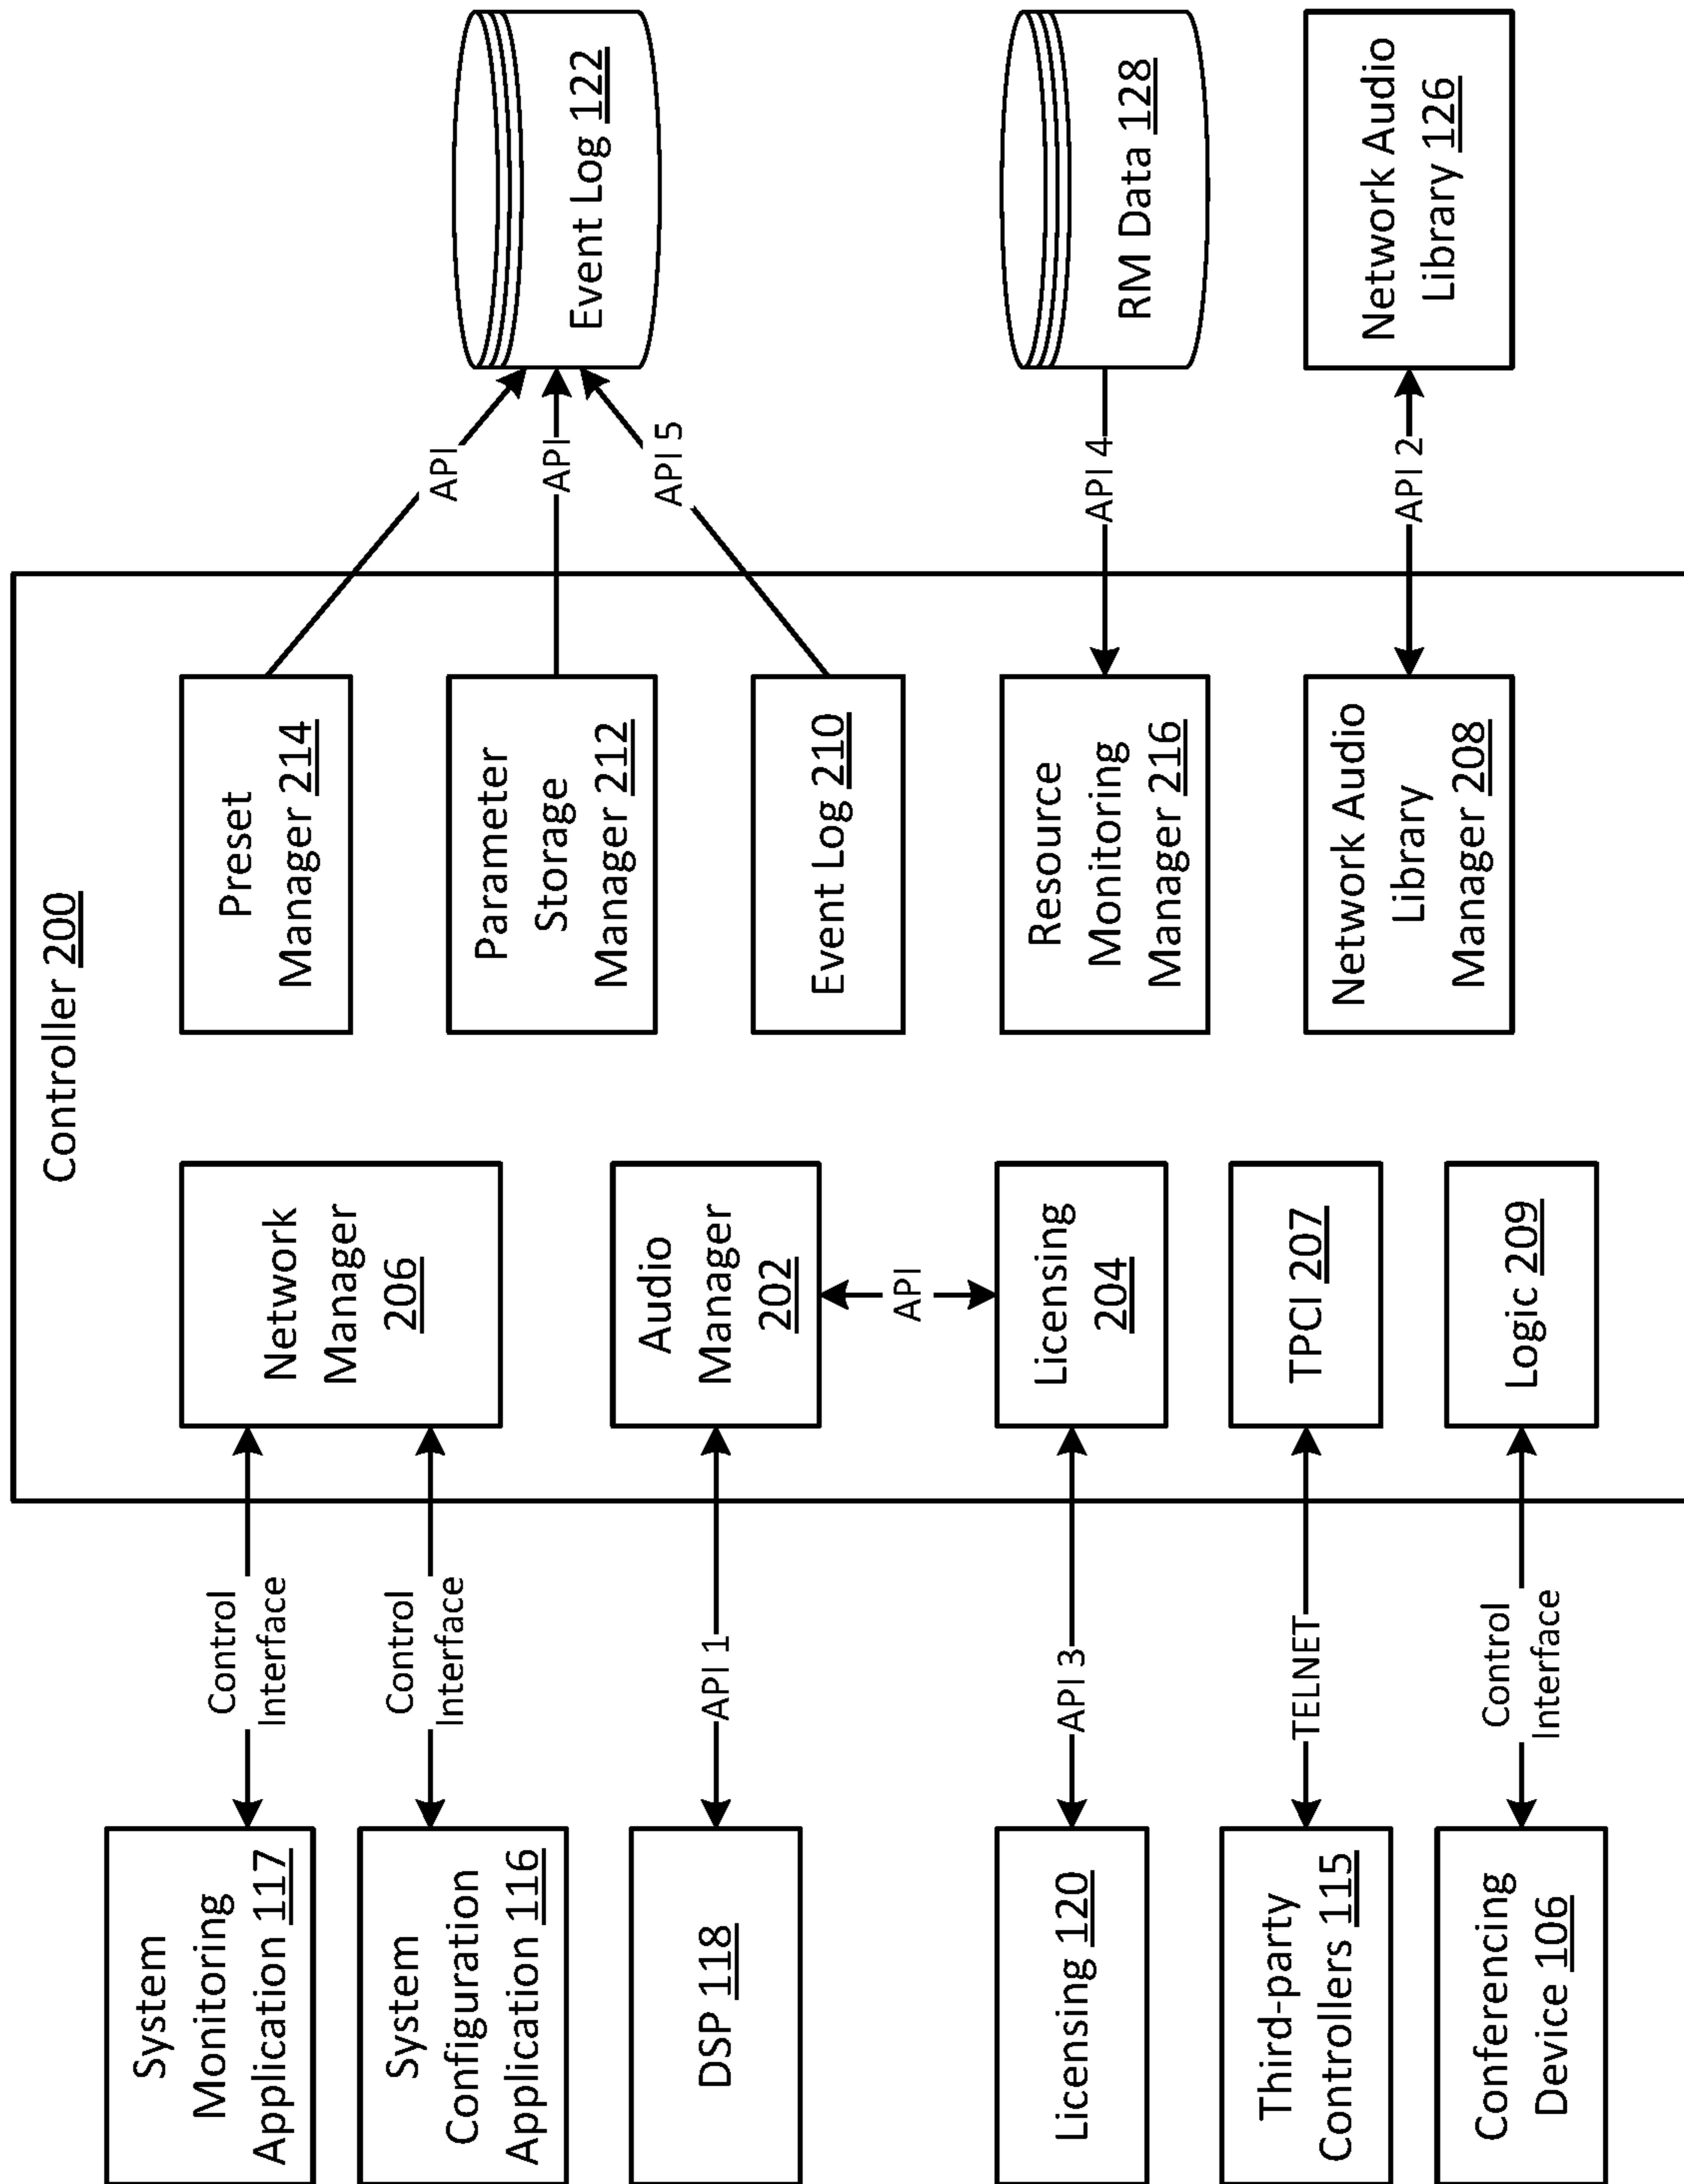 Controller 200
System
Monitoring
Application 117
System
Configuration
Application 116
DSP 118
Licensing 120
Third-party
Controllers 115
Conferencing
Device 106
Control
Interface
Control
Interface
API 1
API 3
TELNET
Control
Interface
Network
Manager
206
Audio
Manager
202
API
Licensing
204
TPCI 207
Logic 209
Preset
Manager 214
Parameter
Storage
Manager 212
Event Log 210
Resource
Monitoring
Manager 216
Network Audio
Library
Manager 208
API
API
API 5
API 4
API 2
Event Log 122
RM Data 128
Network Audio
Library 126